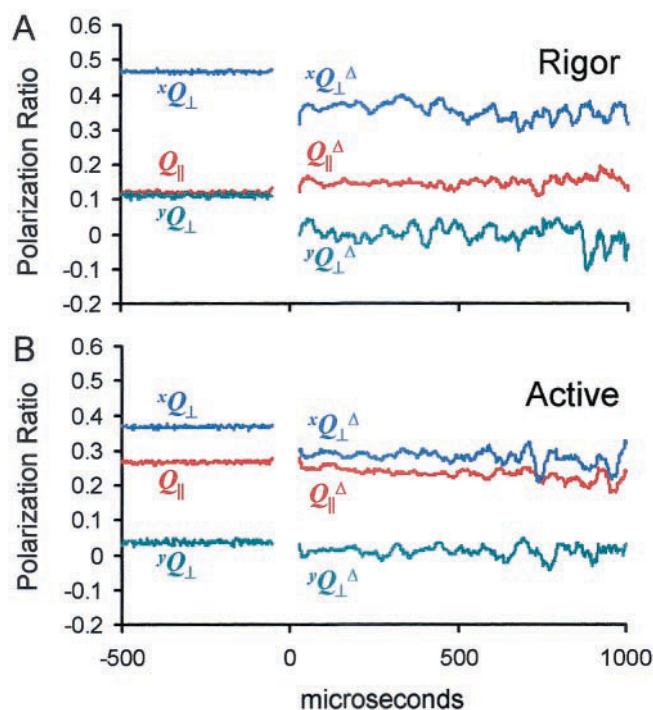 A
Polarization Ratio
0.6
0.5
0.4
0.3
0.2
0.1
0
-0.1
-0.2
Rigor
ˣQ⊥
Q∥
ʸQ⊥
ˣQ⊥Δ
Q∥Δ
ʸQ⊥Δ
B
Polarization Ratio
0.6
0.5
0.4
0.3
0.2
0.1
0
-0.1
-0.2
Active
ˣQ⊥
Q∥
ʸQ⊥
ˣQ⊥Δ
Q∥Δ
ʸQ⊥Δ
-500
0
500
1000
microseconds